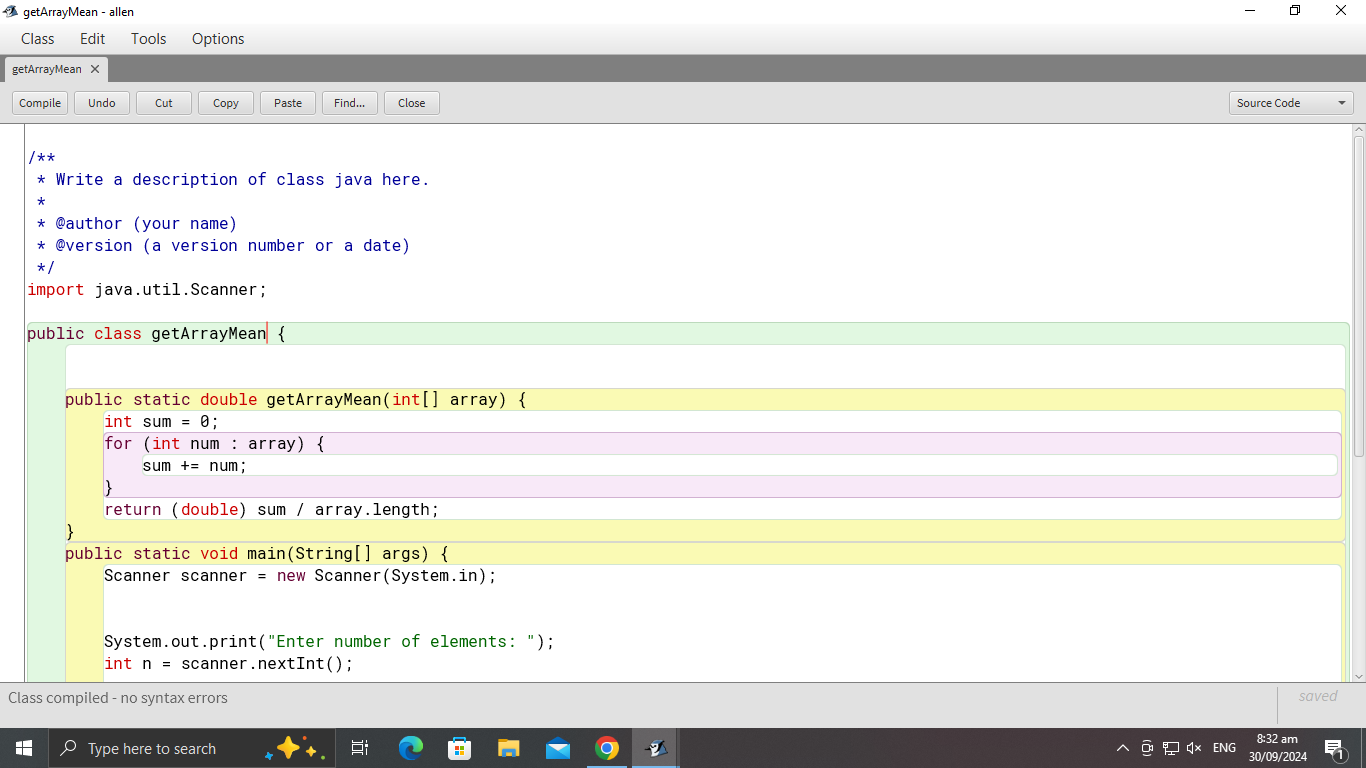 getArrayMean - allen
Class Edit Tools Options
getArrayMean
Compile Undo Cut Copy Paste Find... Close Source Code
/**
 * Write a description of class java here.
 *
 * @author (your name)
 * @version (a version number or a date)
 */
import java.util.Scanner;
public class getArrayMean {
public static double getArrayMean(int[] array) {
int sum = 0;
for (int num : array) {
sum += num;
}
return (double) sum / array.length;
}
public static void main(String[] args) {
Scanner scanner = new Scanner(System.in);
System.out.print("Enter number of elements: ");
int n = scanner.nextInt();
Class compiled - no syntax errors
saved
Type here to search
ENG
8:32 am
30/09/2024
1